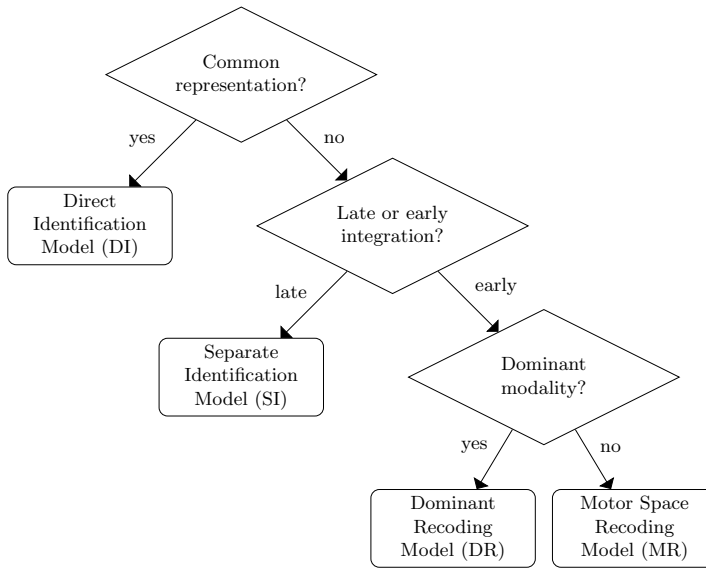 Common
representation?
yes
no
Direct
Identification
Model (DI)
Late or early
integration?
late
early
Separate
Identification
Model (SI)
Dominant
modality?
yes
no
Dominant
Recoding
Model (DR)
Motor Space
Recoding
Model (MR)